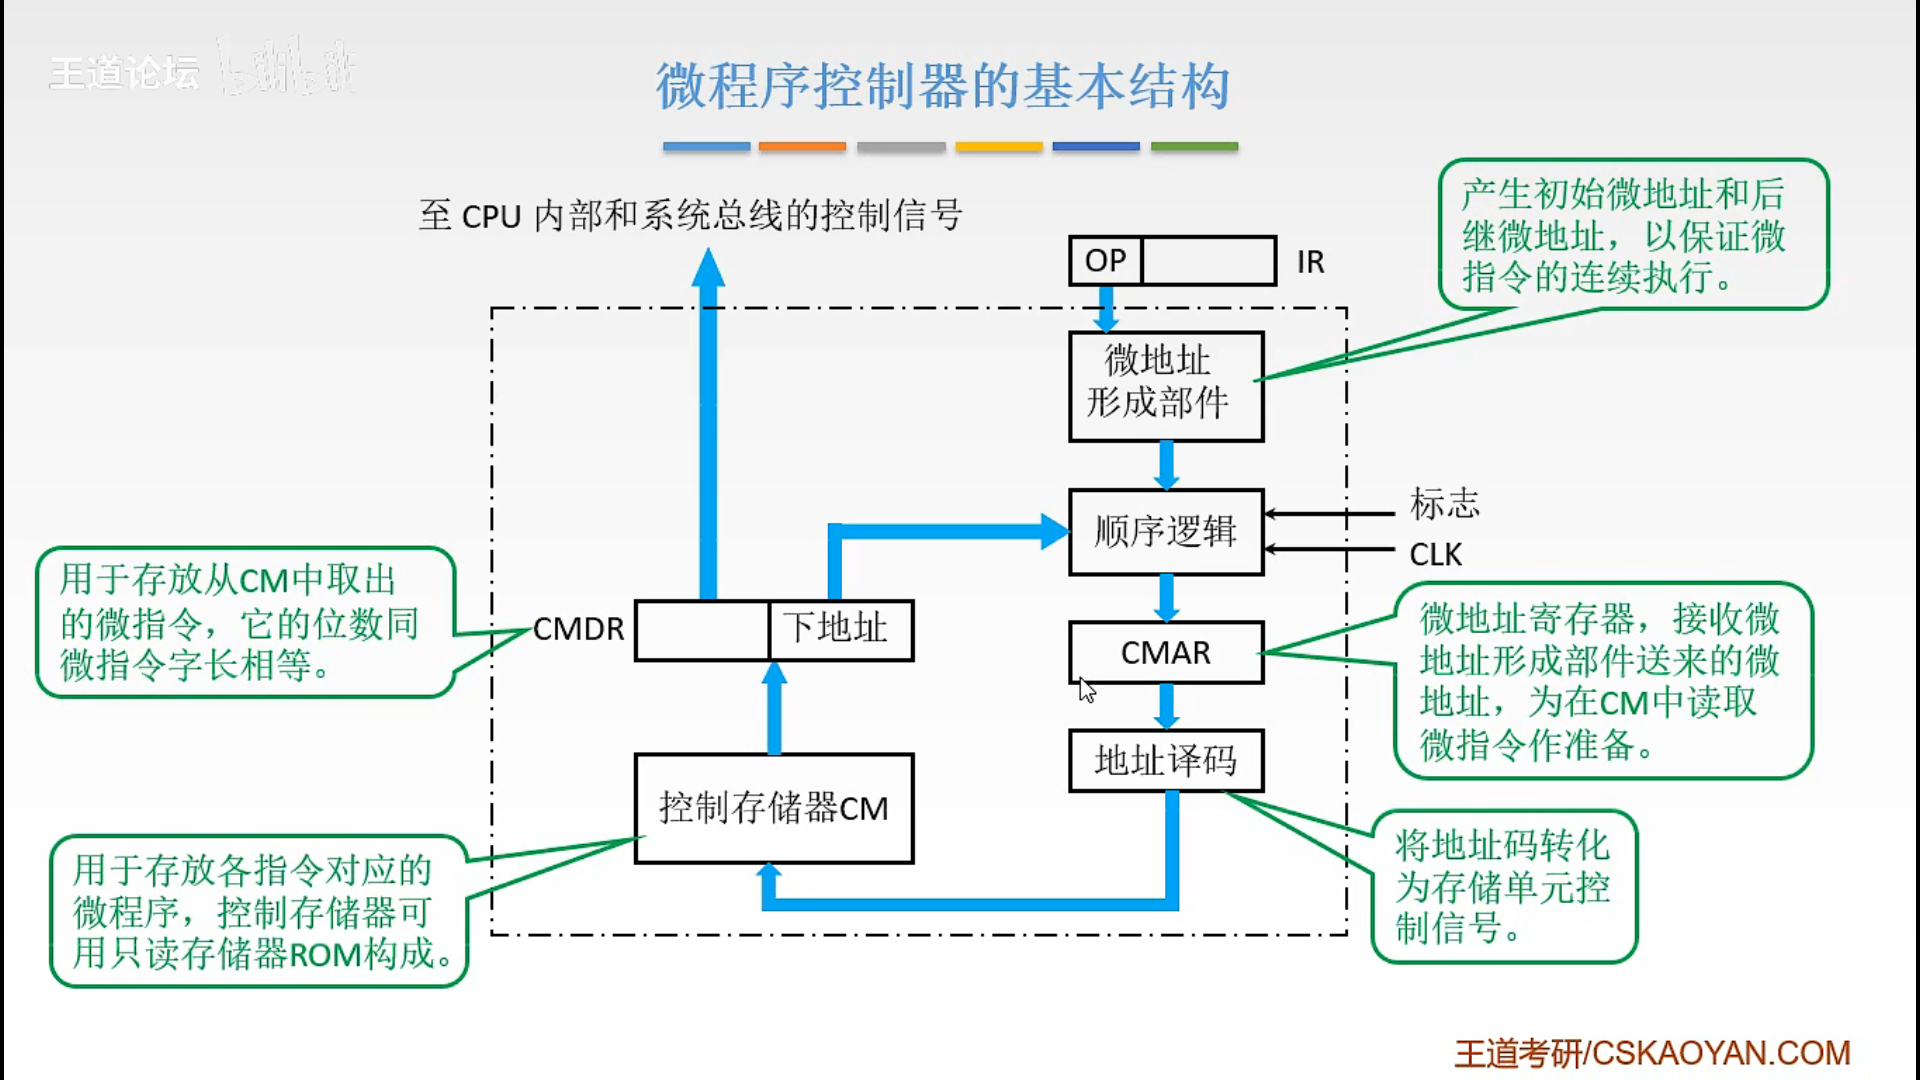 王道论坛 bilibili
微程序控制器的基本结构
至 CPU 内部和系统总线的控制信号
OP
IR
产生初始微地址和后
继微地址，以保证微
指令的连续执行。
微地址
形成部件
顺序逻辑
标志
CLK
用于存放从CM中取出
的微指令，它的位数同
微指令字长相等。
CMDR
下地址
CMAR
微地址寄存器，接收微
地址形成部件送来的微
地址，为在CM中读取
微指令作准备。
地址译码
控制存储器CM
用于存放各指令对应的
微程序，控制存储器可
用只读存储器ROM构成。
将地址码转化
为存储单元控
制信号。
王道考研/CSKAOYAN.COM